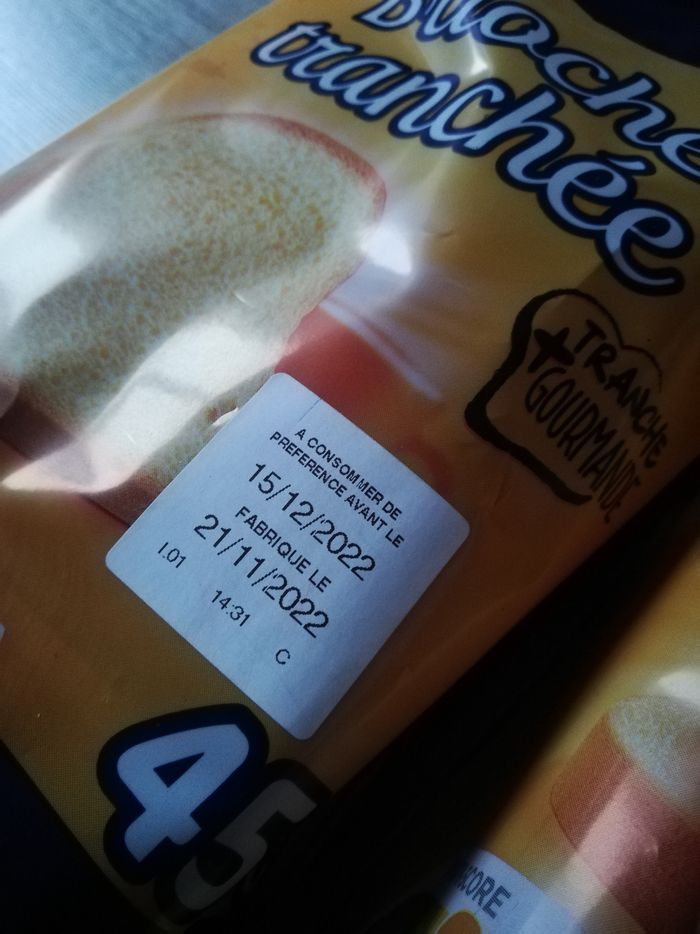 Brioche
tranchée
+ TRANCHE
GOURMANDE
A CONSOMMER DE
PREFERENCE AVANT LE
15/12/2022
FABRIQUE LE
21/11/2022
I.01 14:31 C
45
SCORE